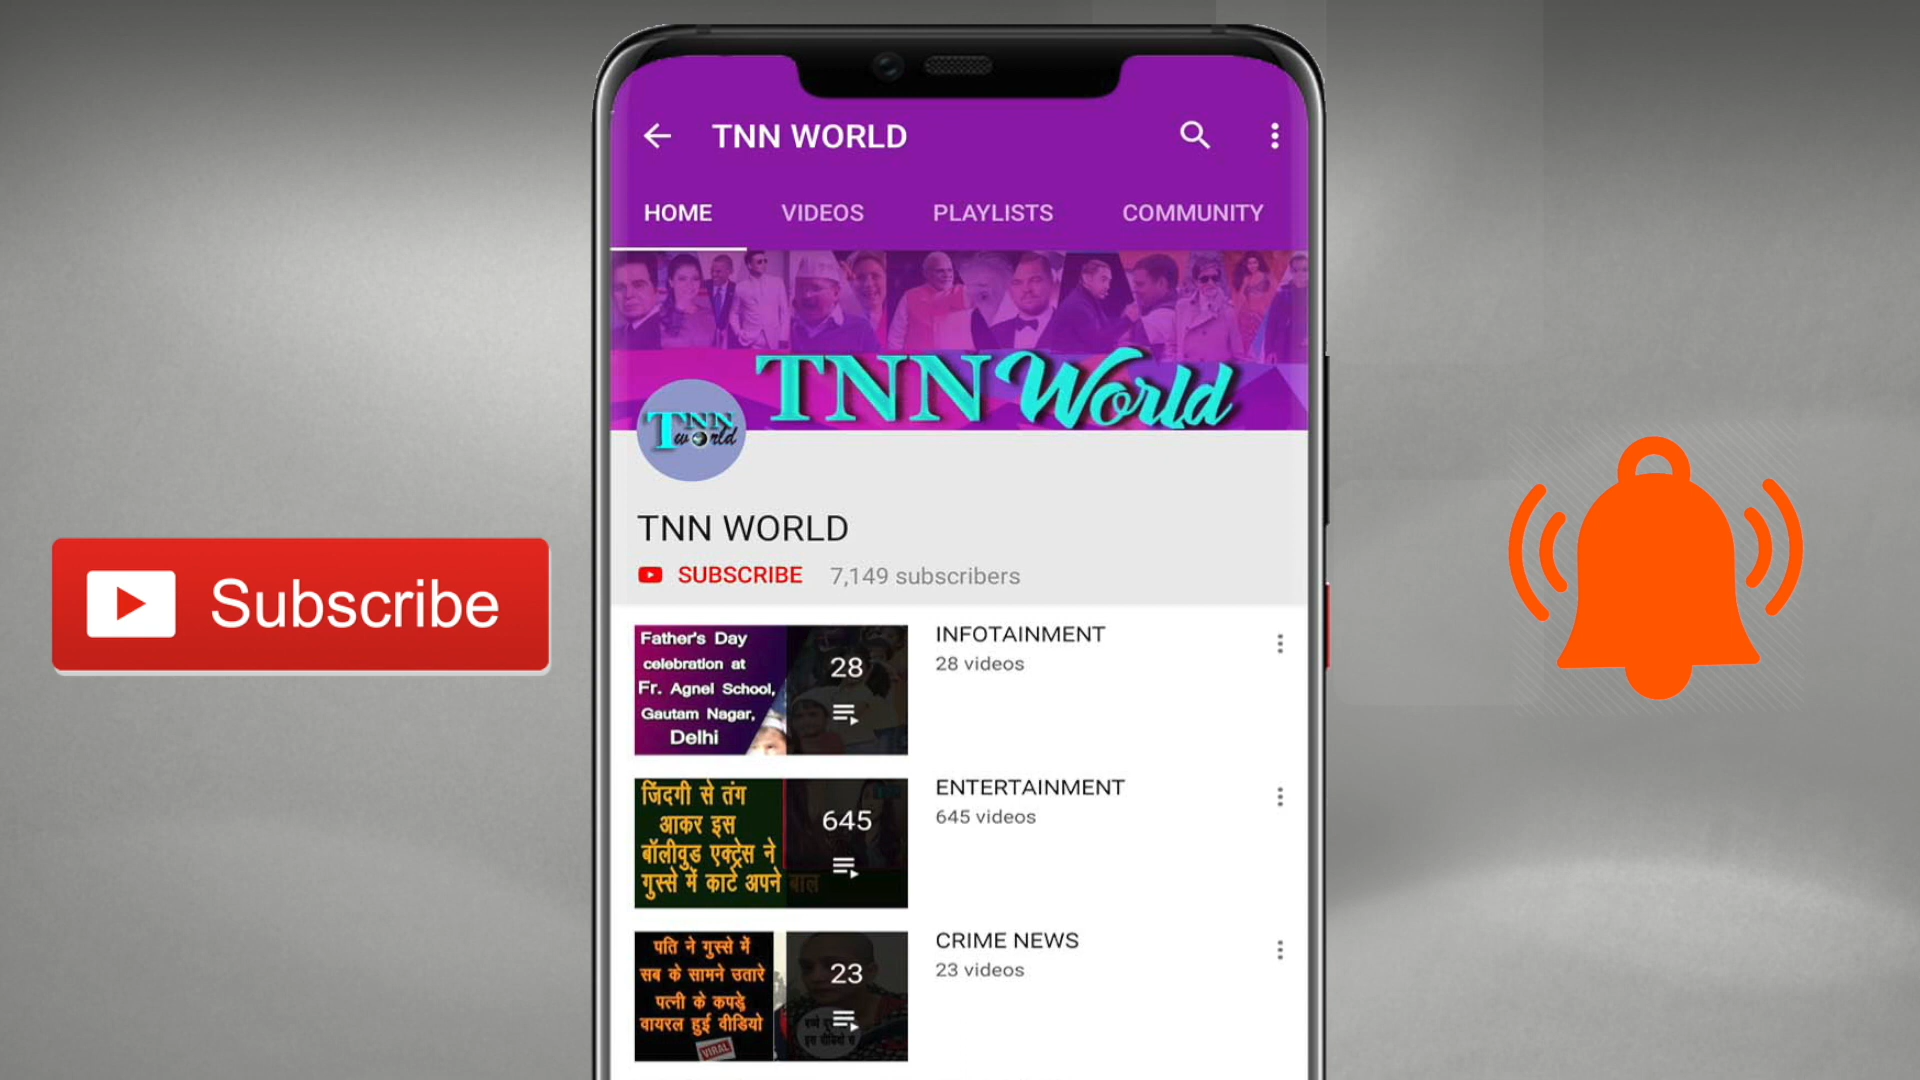 TNN WORLD
HOME VIDEOS PLAYLISTS COMMUNITY
TNN World
TNN
world
TNN WORLD
SUBSCRIBE 7,149 subscribers
Subscribe
Father's Day
celebration at
Fr. Agnel School,
Gautam Nagar,
Delhi
28
INFOTAINMENT
28 videos
जिंदगी से तंग
आकर इस
बॉलीवुड एक्ट्रेस ने
गुस्से में काटे अपने बाल
645
ENTERTAINMENT
645 videos
पति ने गुस्से में
सब के सामने उतारे
पत्नी के कपड़े
वायरल हुई वीडियो
VIRAL
23
CRIME NEWS
23 videos